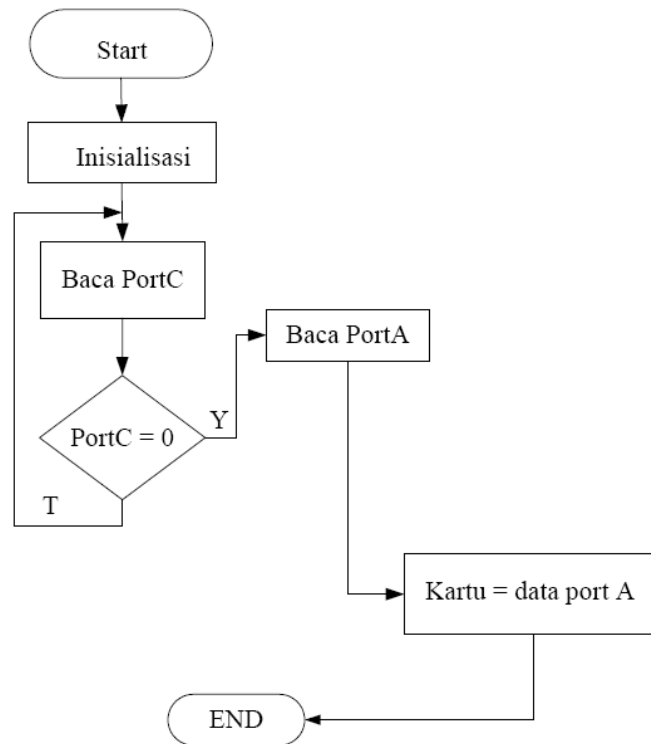 Start
Inisialisasi
Baca PortC
PortC = 0
Y
T
Baca PortA
Kartu = data port A
END